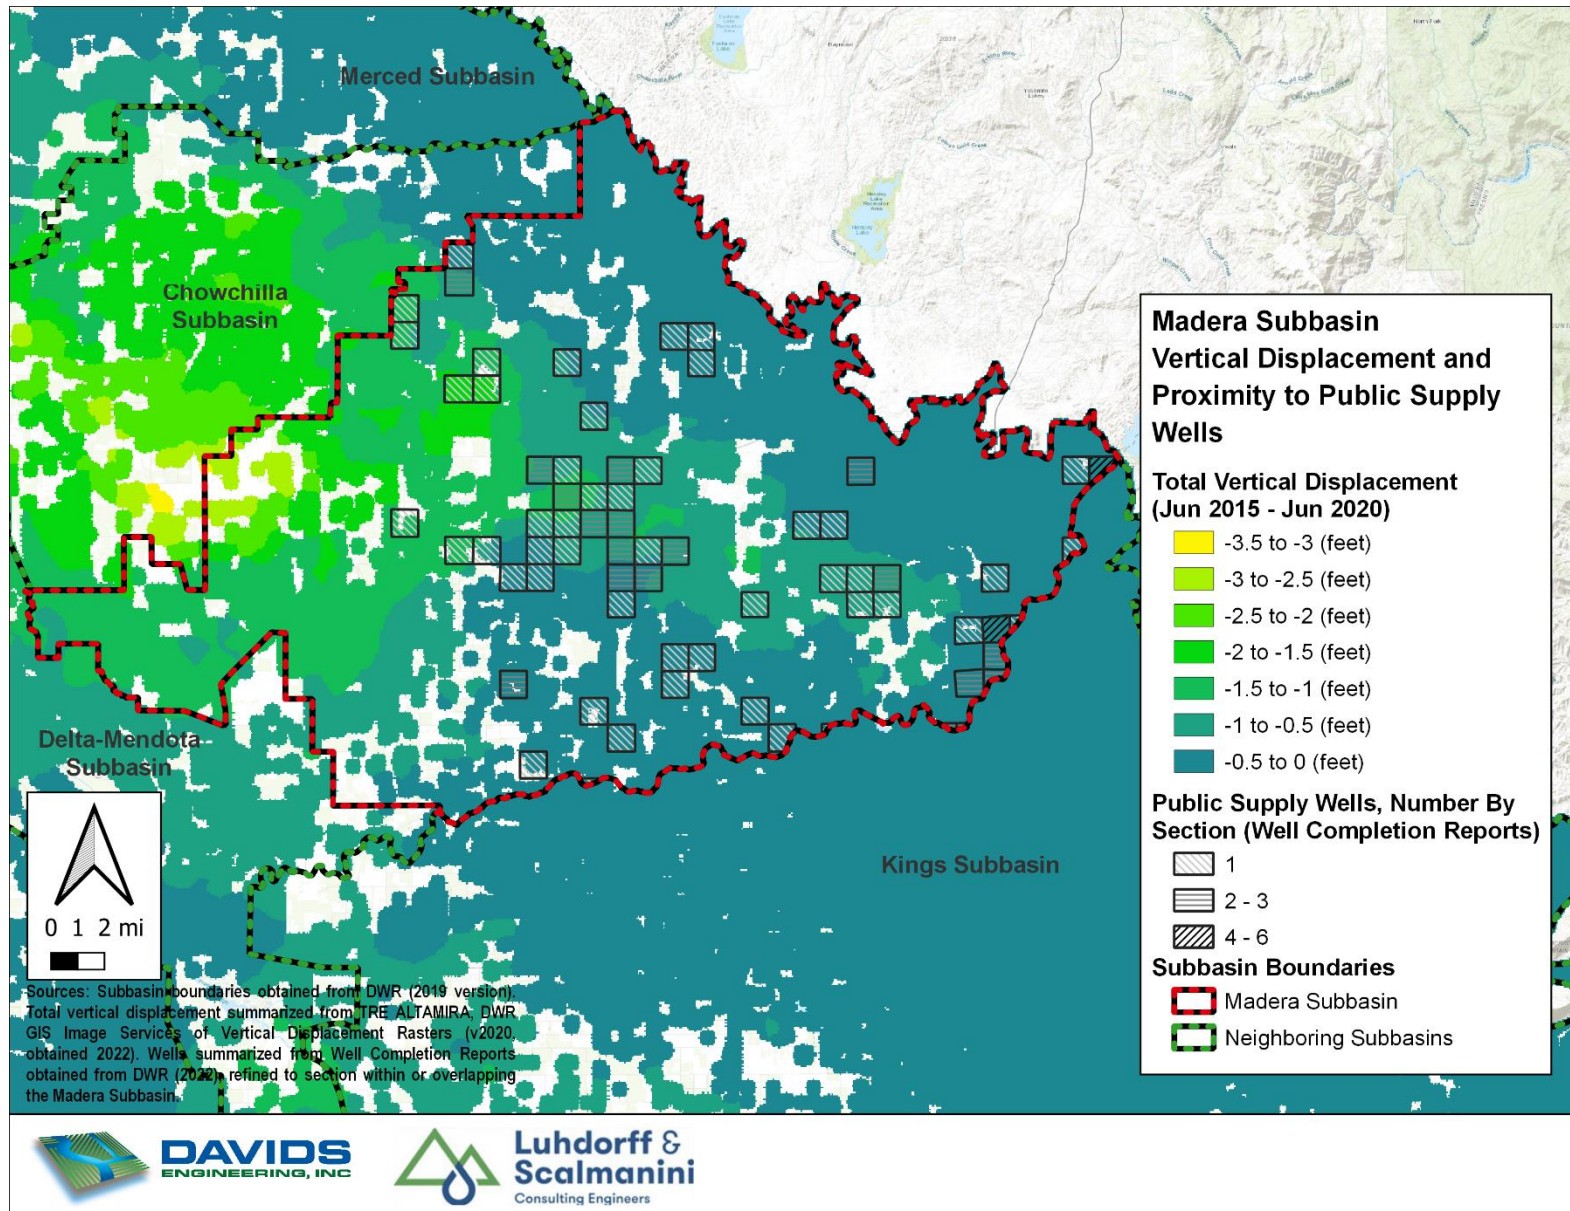 Merced Subbasin
Chowchilla
Subbasin
Delta-Mendota
Subbasin
Kings Subbasin
Madera Subbasin
Vertical Displacement and
Proximity to Public Supply
Wells
Total Vertical Displacement
(Jun 2015 - Jun 2020)
-3.5 to -3 (feet)
-3 to -2.5 (feet)
-2.5 to -2 (feet)
-2 to -1.5 (feet)
-1.5 to -1 (feet)
-1 to -0.5 (feet)
-0.5 to 0 (feet)
Public Supply Wells, Number By
Section (Well Completion Reports)
1
2 - 3
4 - 6
Subbasin Boundaries
Madera Subbasin
Neighboring Subbasins
0 1 2 mi
Sources: Subbasin boundaries obtained from DWR (2019 version).
Total vertical displacement summarized from TRE ALTAMIRA, DWR
GIS Image Services of Vertical Displacement Rasters (v2020,
obtained 2022). Wells summarized from Well Completion Reports
obtained from DWR (2022), refined to section within or overlapping
the Madera Subbasin.
DAVIDS
ENGINEERING, INC
Luhdorff &
Scalmanini
Consulting Engineers